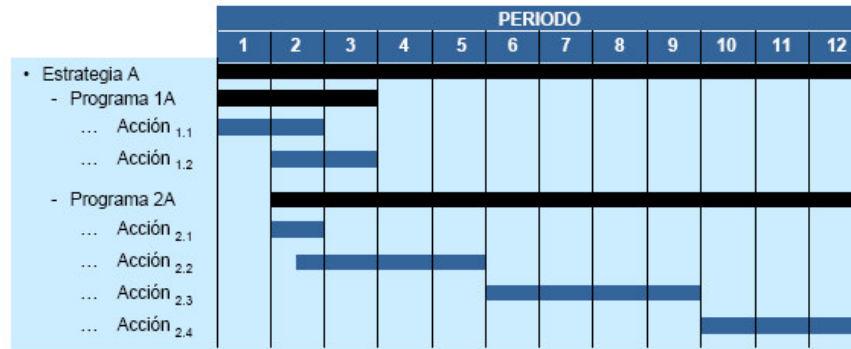 PERIODO
1 2 3 4 5 6 7 8 9 10 11 12
• Estrategia A
- Programa 1A
... Acción 1.1
... Acción 1.2
- Programa 2A
... Acción 2.1
... Acción 2.2
... Acción 2.3
... Acción 2.4